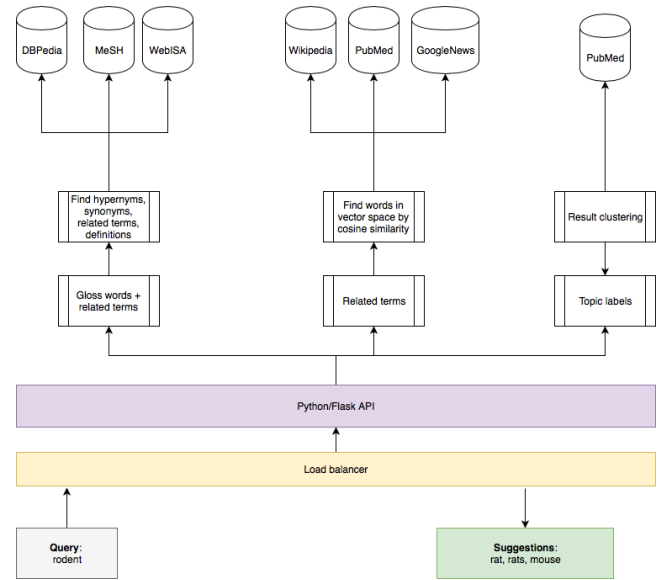 DBPedia
MeSH
WebISA
Wikipedia
PubMed
GoogleNews
PubMed
Find hypernyms,
synonyms,
related terms,
definitions
Find words in
vector space by
cosine similarity
Result clustering
Gloss words +
related terms
Related terms
Topic labels
Python/Flask API
Load balancer
Query:
rodent
Suggestions:
rat, rats, mouse